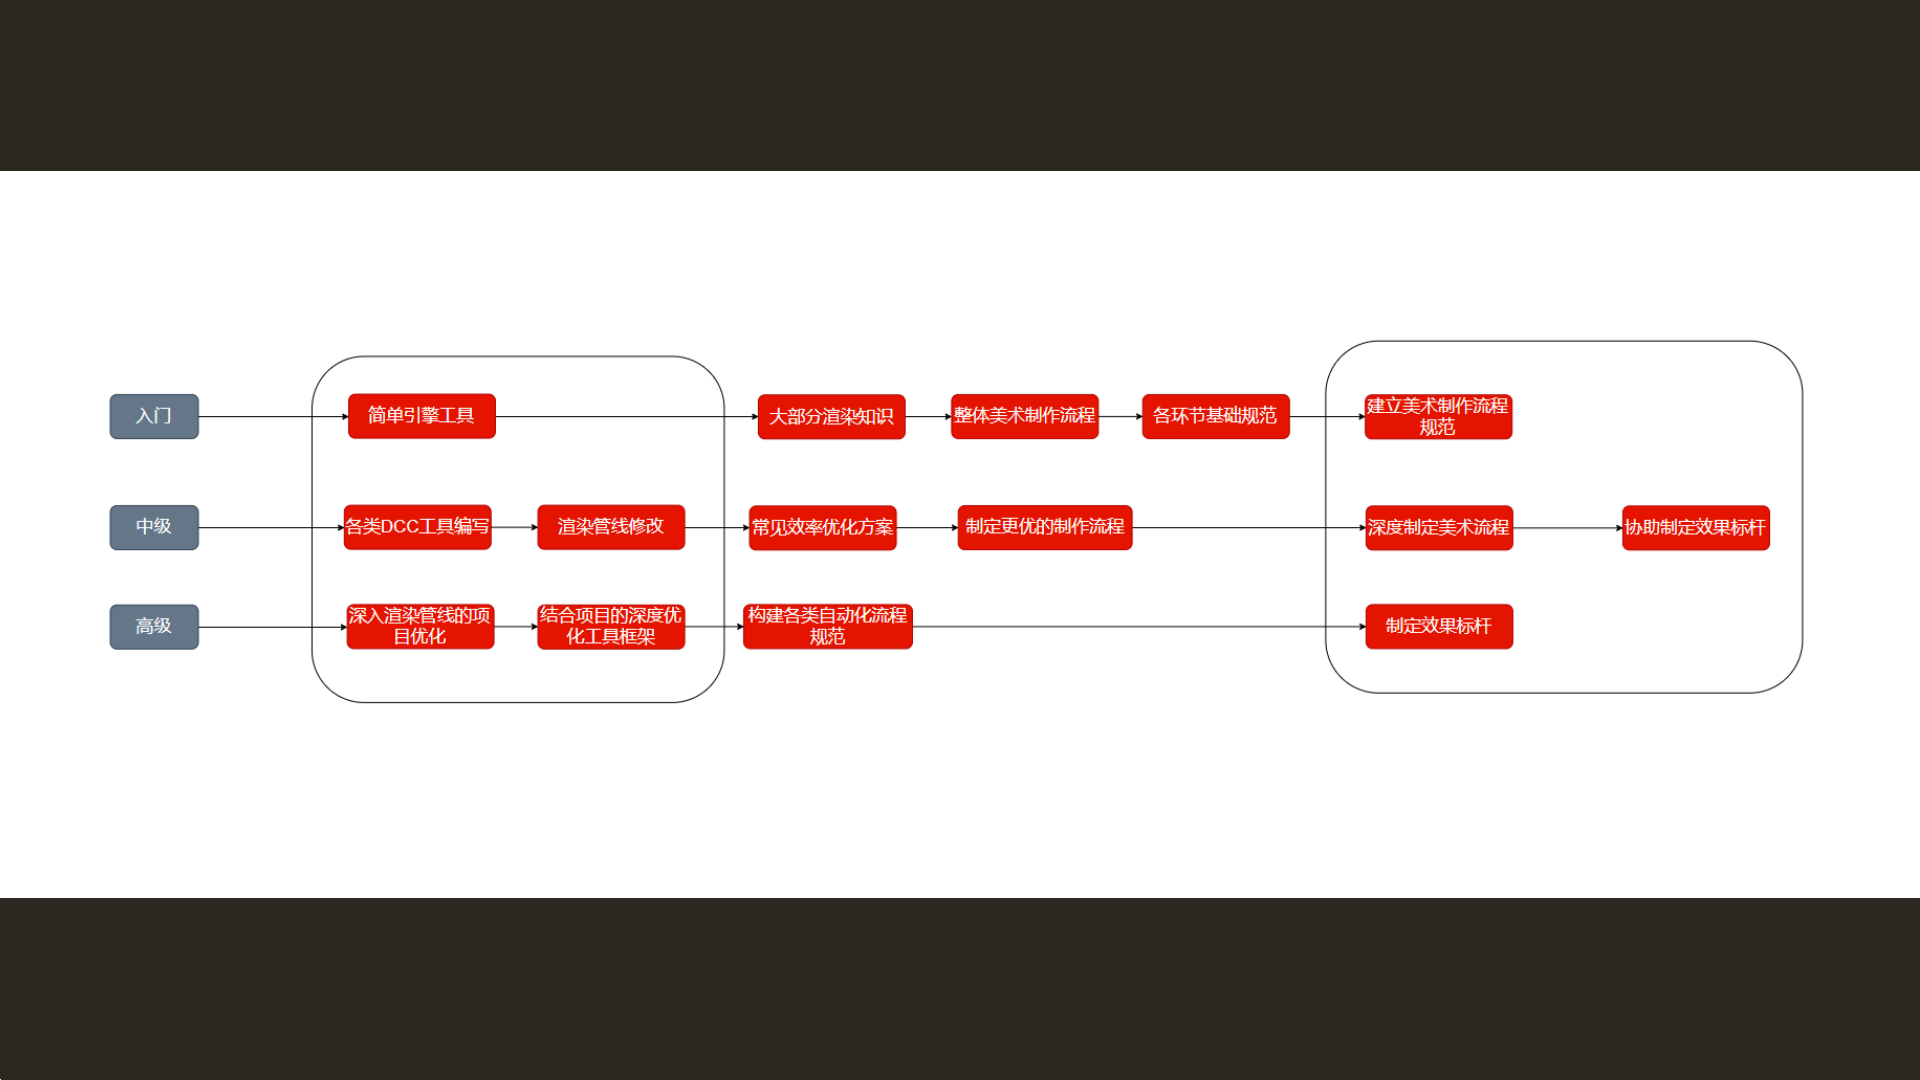 入门
简单引擎工具
大部分渲染知识
整体美术制作流程
各环节基础规范
建立美术制作流程
规范
中级
各类DCC工具编写
渲染管线修改
常见效率优化方案
制定更优的制作流程
深度制定美术流程
协助制定效果标杆
高级
深入渲染管线的项
目优化
结合项目的深度优
化工具框架
构建各类自动化流程
规范
制定效果标杆